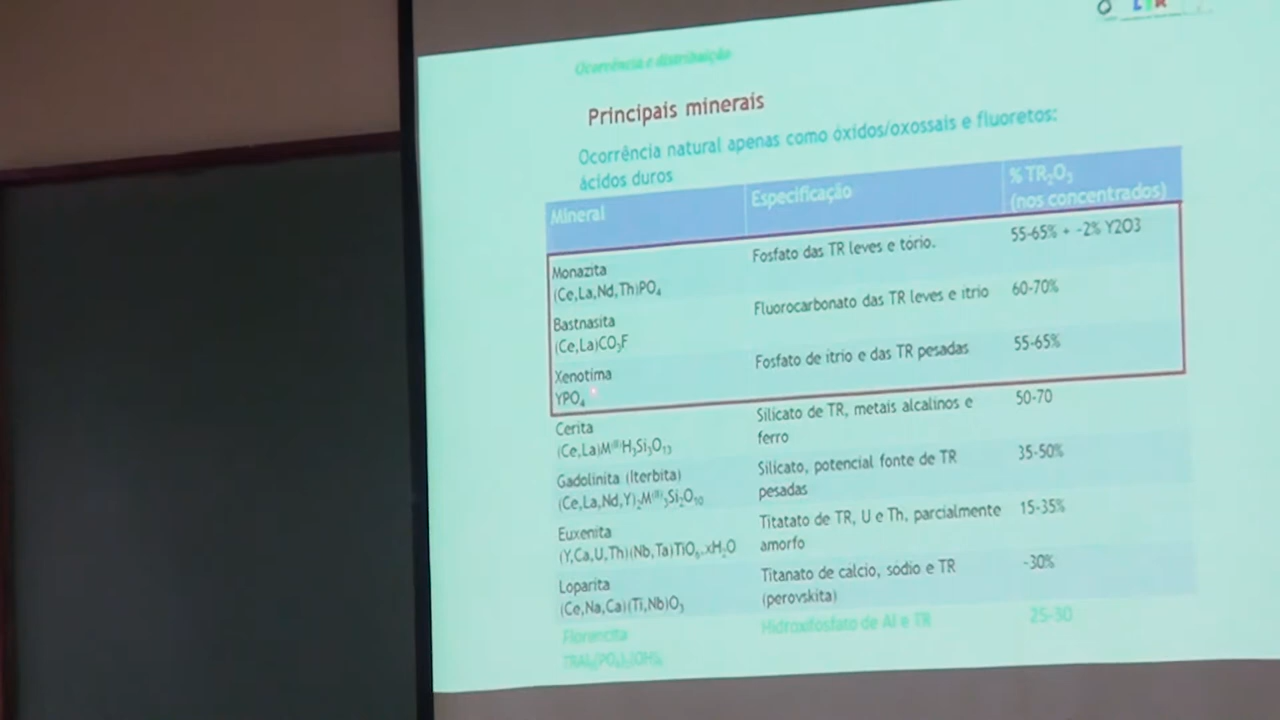 Ocorrência e distribuição
Principais minerais
Ocorrência natural apenas como óxidos/oxossais e fluoretos:
ácidos duros
Mineral
Especificação
% TR₂O₃
(nos concentrados)
Monazita
(Ce,La,Nd,Th)PO₄
Fosfato das TR leves e tório.
55-65% + ~2% Y2O3
Bastnasita
(Ce,La)CO₃F
Fluorocarbonato das TR leves e ítrio
60-70%
Xenotima
YPO₄
Fosfato de ítrio e das TR pesadas
55-65%
Cerita
(Ce,La)M⁽ᴵᴵ⁾H₃Si₃O₁₃
Silicato de TR, metais alcalinos e
ferro
50-70
Gadolinita (Iterbita)
(Ce,La,Nd,Y)₂M⁽ᴵᴵ⁾₃Si₂O₁₀
Silicato, potencial fonte de TR
pesadas
35-50%
Euxenita
(Y,Ca,U,Th)(Nb,Ta)TiO₆.xH₂O
Titatato de TR, U e Th, parcialmente
amorfo
15-35%
Loparita
(Ce,Na,Ca)(Ti,Nb)O₃
Titanato de cálcio, sódio e TR
(perovskita)
~30%
Florencita
TRAl₃(PO₄)₂(OH)₆
Hidroxifosfato de Al e TR
25-30